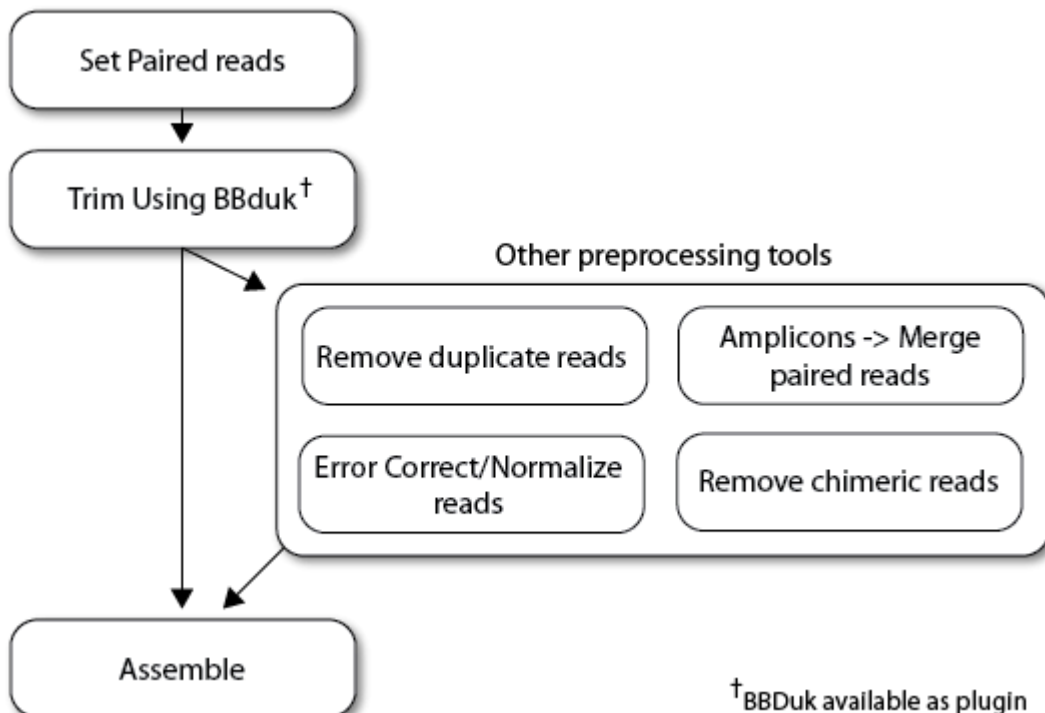 Set Paired reads
Trim Using BBduk†
Other preprocessing tools
Remove duplicate reads
Amplicons -> Merge
paired reads
Error Correct/Normalize
reads
Remove chimeric reads
Assemble
†BBDuk available as plugin